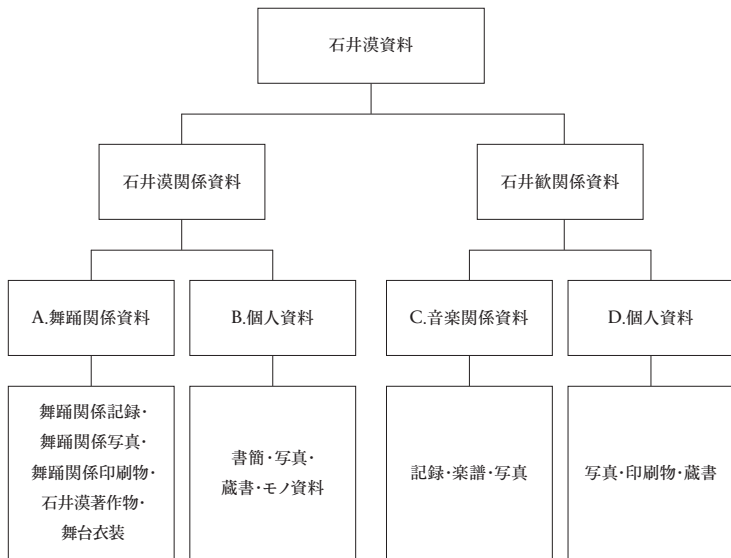 石井漠資料
石井漠関係資料
石井歓関係資料
A.舞踊関係資料
B.個人資料
C.音楽関係資料
D.個人資料
舞踊関係記録・
舞踊関係写真・
舞踊関係印刷物・
石井漠著作物・
舞台衣装
書簡・写真・
蔵書・モノ資料
記録・楽譜・写真
写真・印刷物・蔵書